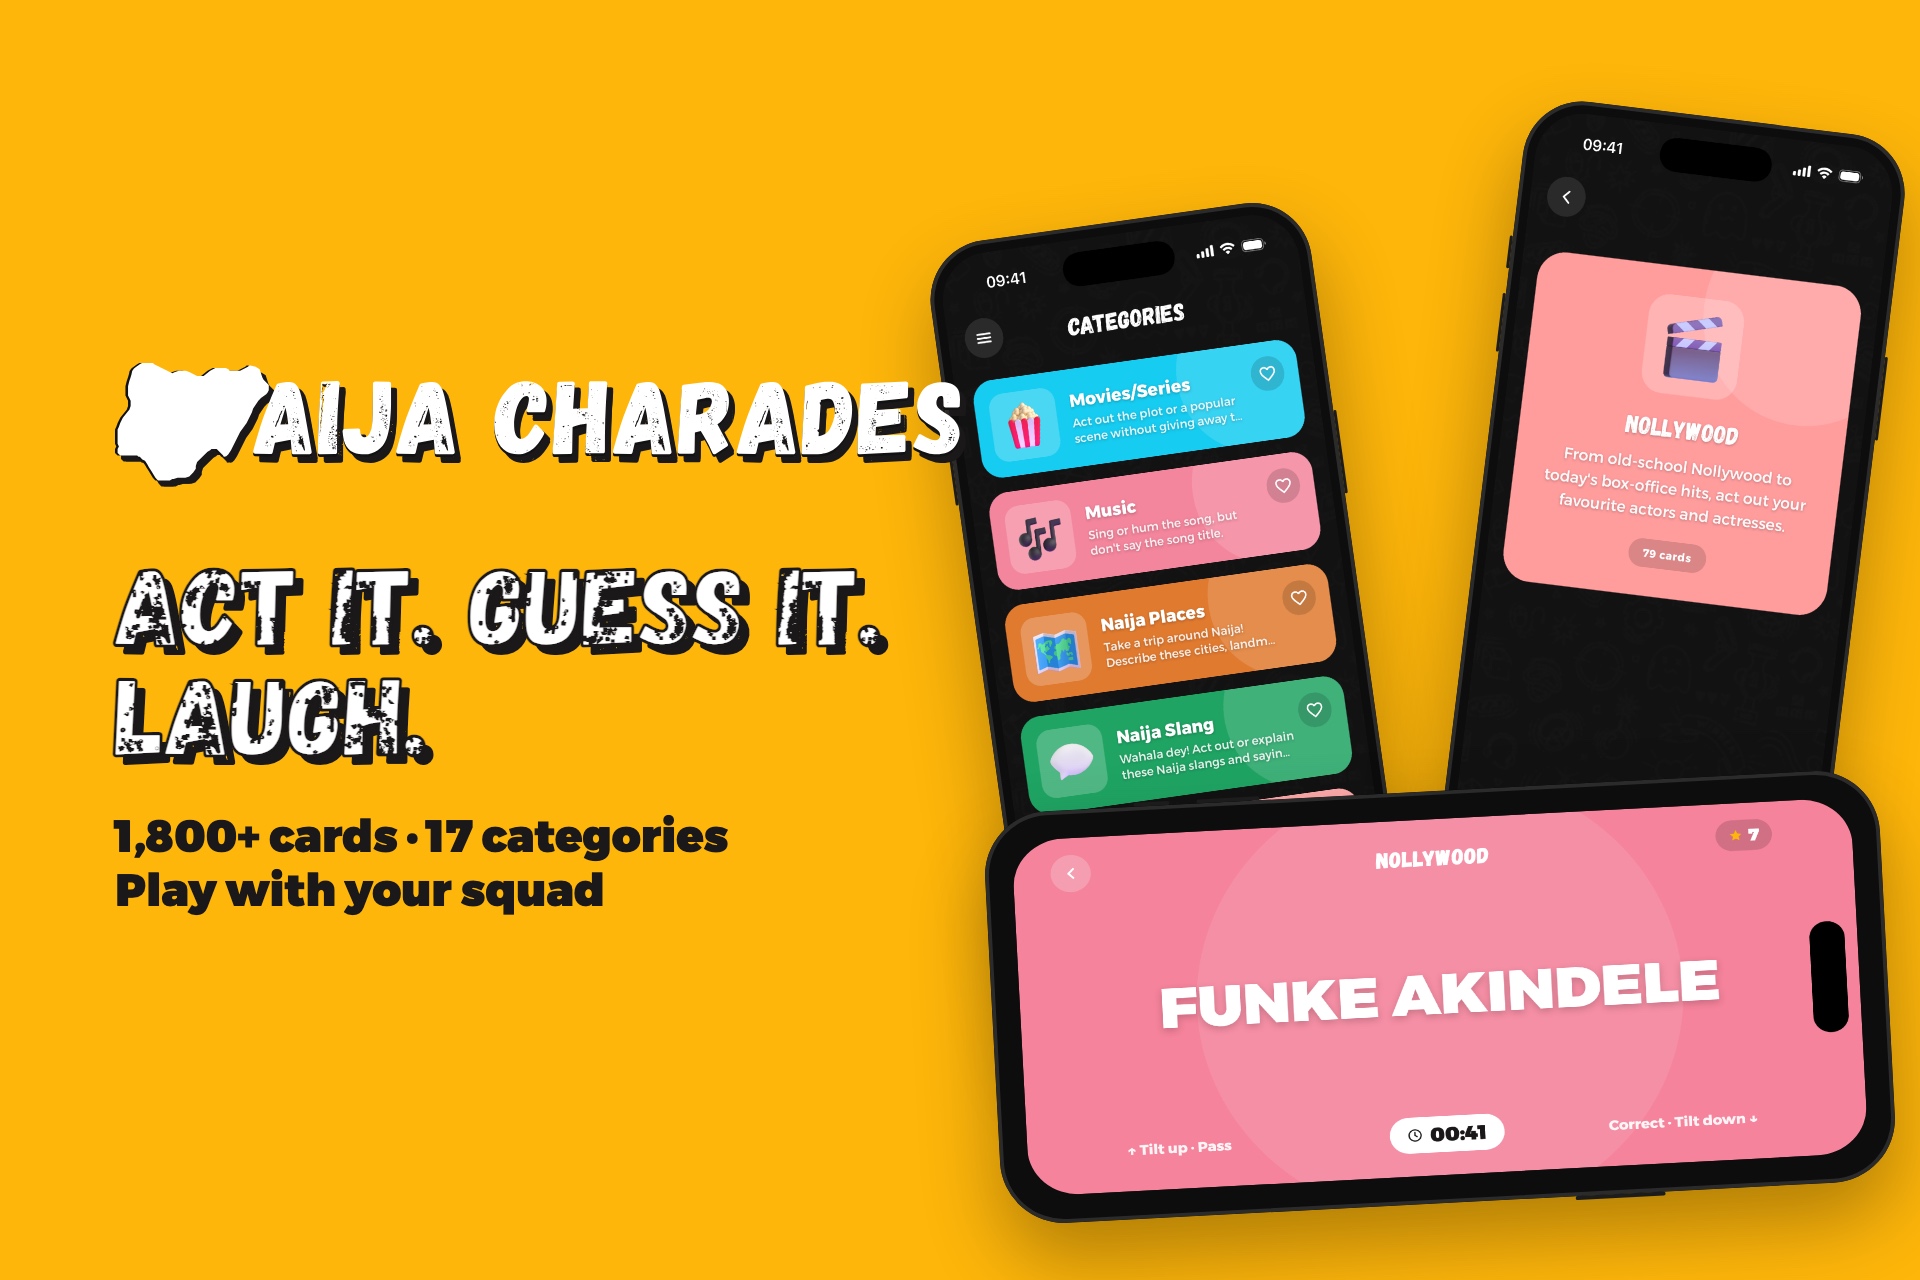 AIJA CHARADES
ACT IT. GUESS IT.
LAUGH.
1,800+ cards · 17 categories
Play with your squad
09:41
CATEGORIES
Movies/Series
Act out the plot or a popular
scene without giving away t...
Music
Sing or hum the song, but
don't say the song title.
Naija Places
Take a trip around Naija!
Describe these cities, landm...
Naija Slang
Wahala dey! Act out or explain
these Naija slangs and sayin...
09:41
NOLLYWOOD
From old-school Nollywood to
today's box-office hits, act out your
favourite actors and actresses.
79 cards
NOLLYWOOD
7
FUNKE AKINDELE
↑ Tilt up · Pass
00:41
Correct · Tilt down ↓